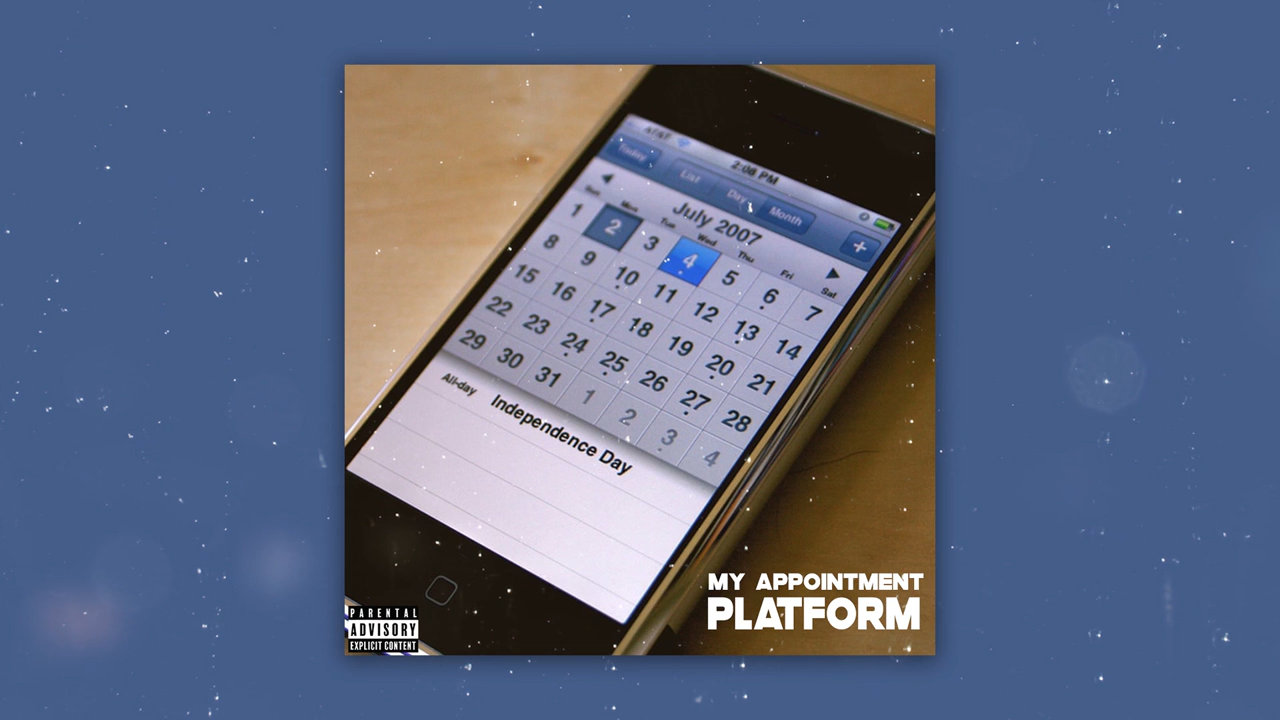 AT&T
2:08 PM
Today
List
Day
Month
July 2007
+
Sun Mon Tue Wed Thu Fri Sat
1 2 3 4 5 6 7
8 9 10 11 12 13 14
15 16 17 18 19 20 21
22 23 24 25 26 27 28
29 30 31 1 2 3 4
All-day
Independence Day
MY APPOINTMENT
PLATFORM
PARENTAL
ADVISORY
EXPLICIT CONTENT